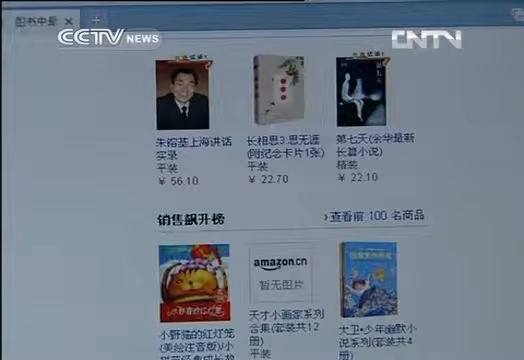 图书中最
CCTV NEWS
CNTV
朱镕基上海讲话
实录
平装
￥ 56.10
长相思3:思无涯
(附纪念卡片1张)
平装
￥ 22.70
第七天(余华最新
长篇小说)
精装
￥ 22.10
销售飙升榜
查看前 100 名商品
小野猫的红灯笼
(美绘注音版)/小
amazon.cn
暂无图片
天才小画家系列
合集(套装共12
册)
平装
大卫•少年幽默小
说系列(套装共4
册)